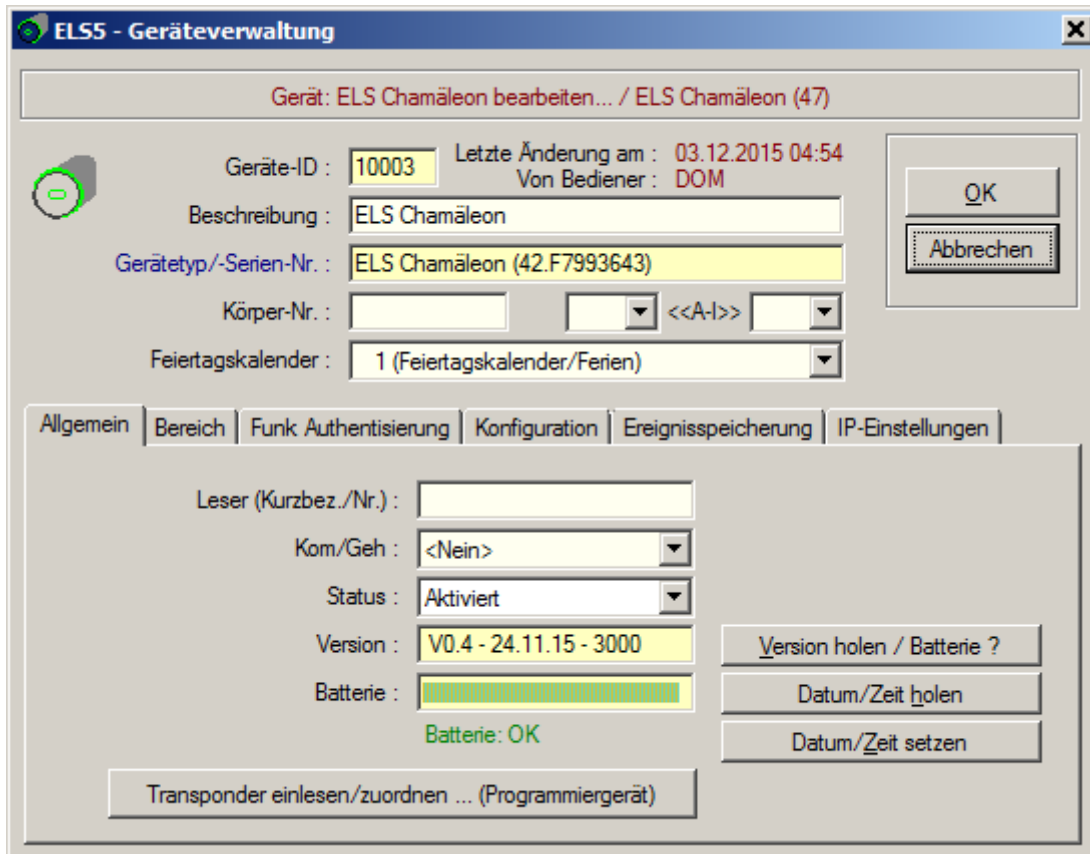 ELS5 - Geräteverwaltung
Gerät: ELS Chamäleon bearbeiten... / ELS Chamäleon (47)
Geräte-ID : 10003 Letzte Änderung am : 03.12.2015 04:54
Von Bediener : DOM
OK
Beschreibung : ELS Chamäleon
Abbrechen
Gerätetyp/-Serien-Nr. : ELS Chamäleon (42.F7993643)
Körper-Nr. : <<A-I>>
Feiertagskalender : 1 (Feiertagskalender/Ferien)
Allgemein Bereich Funk Authentisierung Konfiguration Ereignisspeicherung IP-Einstellungen
Leser (Kurzbez./Nr.) :
Kom/Geh : <Nein>
Status : Aktiviert
Version : V0.4 - 24.11.15 - 3000 Version holen / Batterie ?
Batterie : Datum/Zeit holen
Batterie: OK Datum/Zeit setzen
Transponder einlesen/zuordnen ... (Programmiergerät)